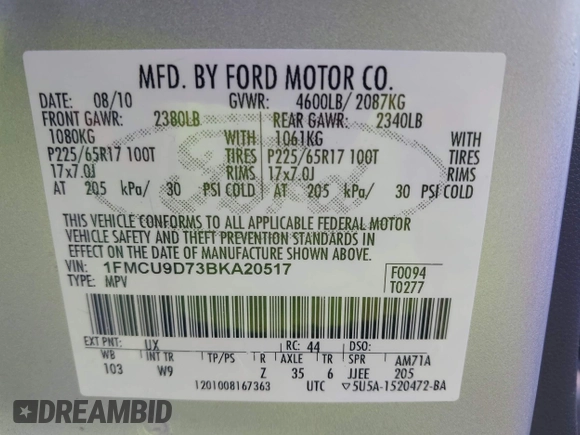 MFD. BY FORD MOTOR CO.
DATE: 08/10 GVWR: 4600LB/ 2087KG
FRONT GAWR: 2380LB REAR GAWR: 2340LB
1080KG WITH 1061KG WITH
P225/65R17 100T TIRES P225/65R17 100T TIRES
17x7.0J RIMS 17x7.0J RIMS
AT 205 kPa/ 30 PSI COLD AT 205 kPa/ 30 PSI COLD
THIS VEHICLE CONFORMS TO ALL APPLICABLE FEDERAL MOTOR
VEHICLE SAFETY AND THEFT PREVENTION STANDARDS IN
EFFECT ON THE DATE OF MANUFACTURE SHOWN ABOVE.
VIN: 1FMCU9D73BKA20517 F0094
TYPE: MPV T0277
EXT PNT: UX RC: 44 DSO:
WB INT TR TP/PS R AXLE TR SPR AM71A
103 W9 Z 35 6 JJEE 205
1201008167363 UTC ▽5U5A-1520472-BA
Ford
DREAMBID